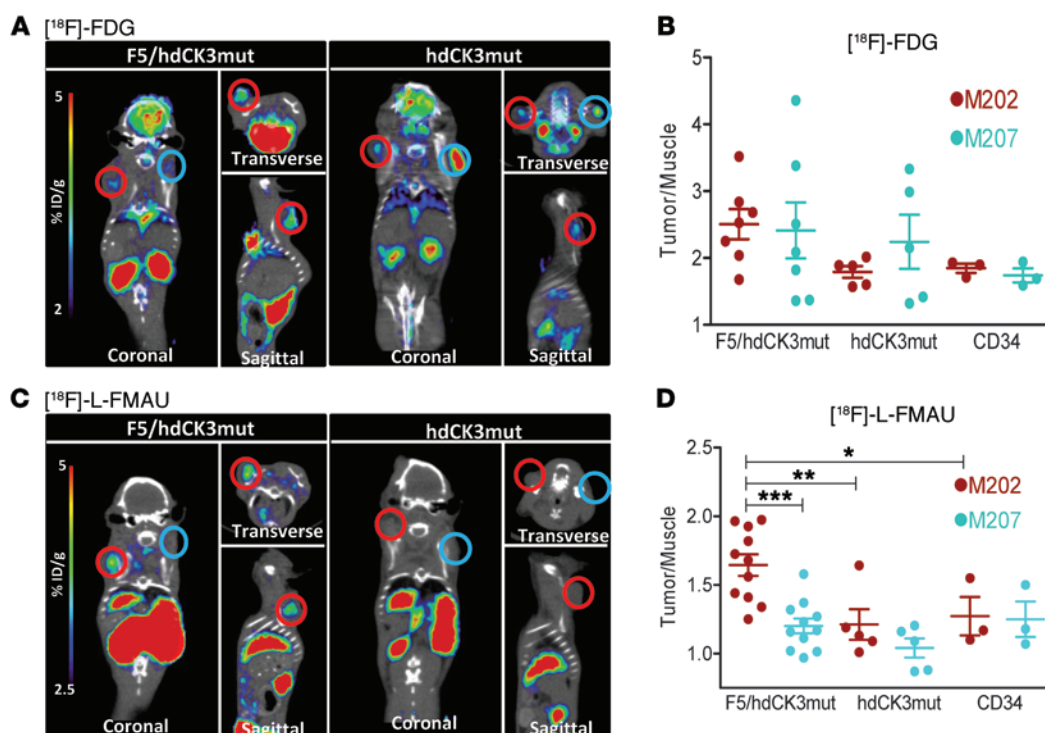 A [¹⁸F]-FDG
F5/hdCK3mut hdCK3mut
5
% ID/g
2
Coronal
Transverse
Sagittal
Coronal
Transverse
Sagittal
B [¹⁸F]-FDG
5
4
3
2
1
Tumor/Muscle
M202
M207
F5/hdCK3mut hdCK3mut CD34
C [¹⁸F]-L-FMAU
F5/hdCK3mut hdCK3mut
5
% ID/g
2.5
Coronal
Transverse
Sagittal
Coronal
Transverse
Sagittal
D [¹⁸F]-L-FMAU
2.5
2.0
1.5
1.0
Tumor/Muscle
*
**
***
M202
M207
F5/hdCK3mut hdCK3mut CD34